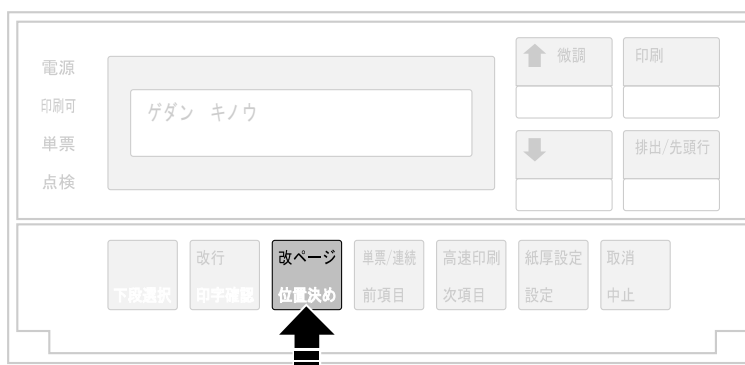 電源
印刷可
単票
点検
ゲダン キノウ
微調
印刷
排出/先頭行
下段選択
改行
印字確認
改ページ
位置決め
単票/連続
前項目
高速印刷
次項目
紙厚設定
設定
取消
中止